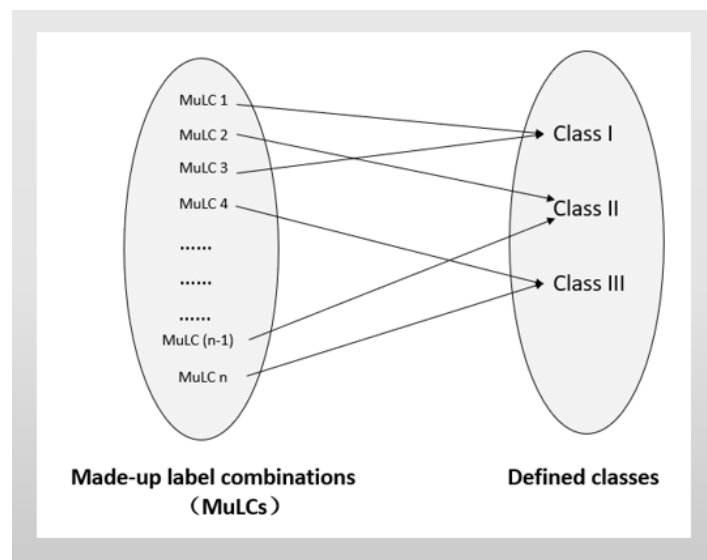 MuLC 1
MuLC 2
MuLC 3
MuLC 4
......
......
......
MuLC (n-1)
MuLC n
Class I
Class II
Class III
Made-up label combinations
（MuLCs）
Defined classes